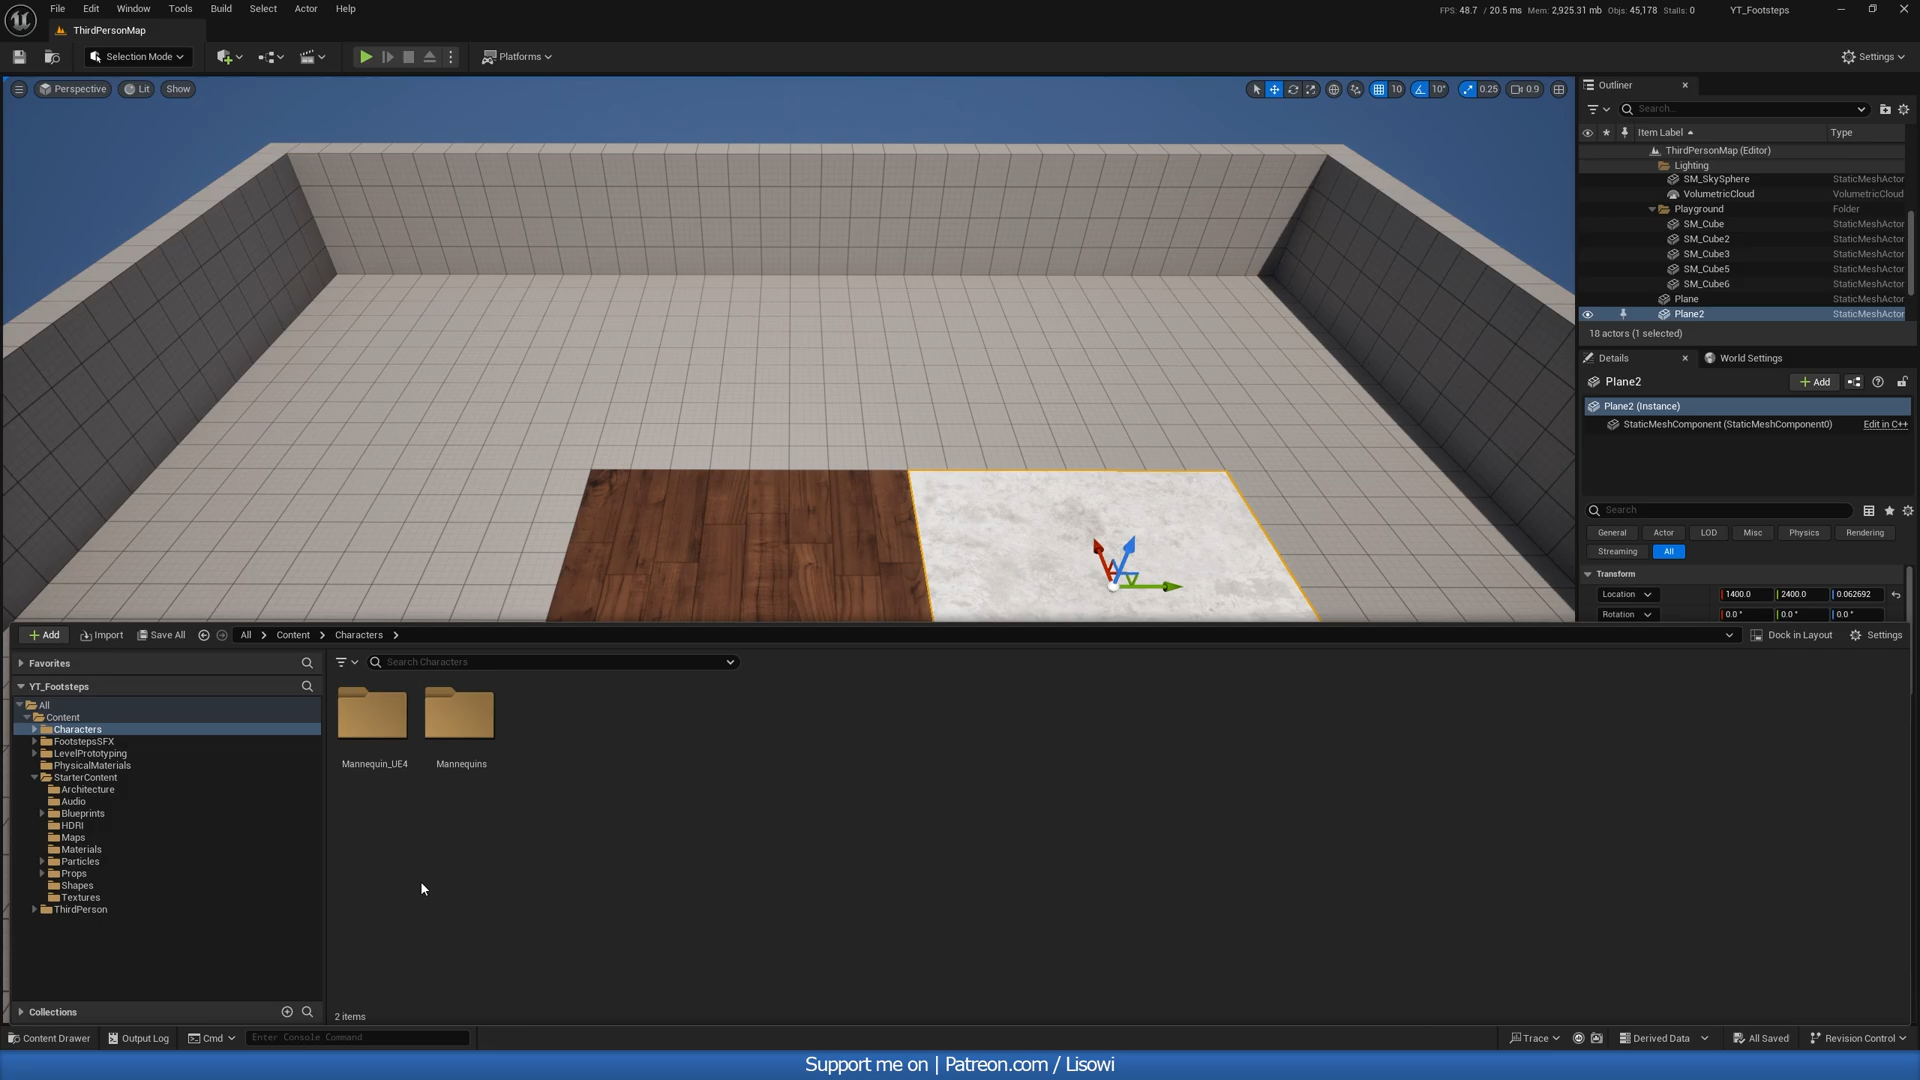 File Edit Window Tools Build Select Actor Help
FPS: 48.7 / 20.5 ms Mem: 2,925.31 mb Objs: 45,178 Stalls: 0 YT_Footsteps
ThirdPersonMap
Selection Mode Platforms Settings
Perspective Lit Show 10 10° 0.25 0.9
Outliner
Search...
Item Label Type
ThirdPersonMap (Editor)
Lighting
SM_SkySphere StaticMeshActor
VolumetricCloud VolumetricCloud
Playground Folder
SM_Cube StaticMeshActor
SM_Cube2 StaticMeshActor
SM_Cube3 StaticMeshActor
SM_Cube5 StaticMeshActor
SM_Cube6 StaticMeshActor
Plane StaticMeshActor
Plane2 StaticMeshActor
18 actors (1 selected)
Details World Settings
Plane2 Add
Plane2 (Instance)
StaticMeshComponent (StaticMeshComponent0) Edit in C++
Search
General Actor LOD Misc Physics Rendering
Streaming All
Transform
Location 1400.0 2400.0 0.062692
Rotation 0.0 ° 0.0 ° 0.0 °
Add Import Save All All Content Characters Dock in Layout Settings
Favorites
Search Characters
YT_Footsteps
All
Content
Characters
FootstepsSFX
LevelPrototyping
PhysicalMaterials
StarterContent
Architecture
Audio
Blueprints
HDRI
Maps
Materials
Particles
Props
Shapes
Textures
ThirdPerson
Mannequin_UE4 Mannequins
Collections
2 items
Content Drawer Output Log Cmd Enter Console Command Trace Derived Data All Saved Revision Control
Support me on | Patreon.com / Lisowi